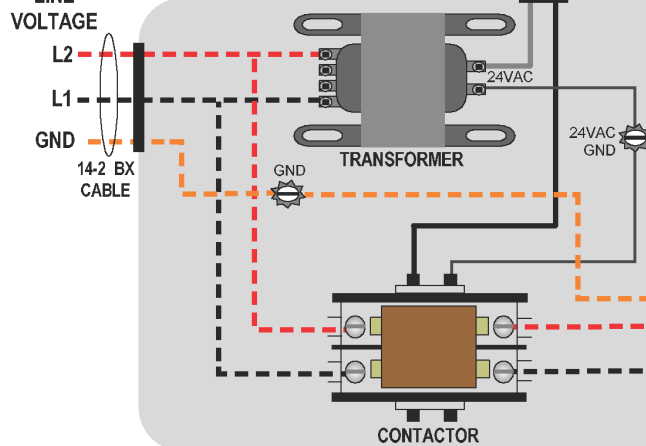 LINE
VOLTAGE
L2
L1
GND
14-2 BX
CABLE
24VAC
TRANSFORMER
24VAC
GND
GND
CONTACTOR